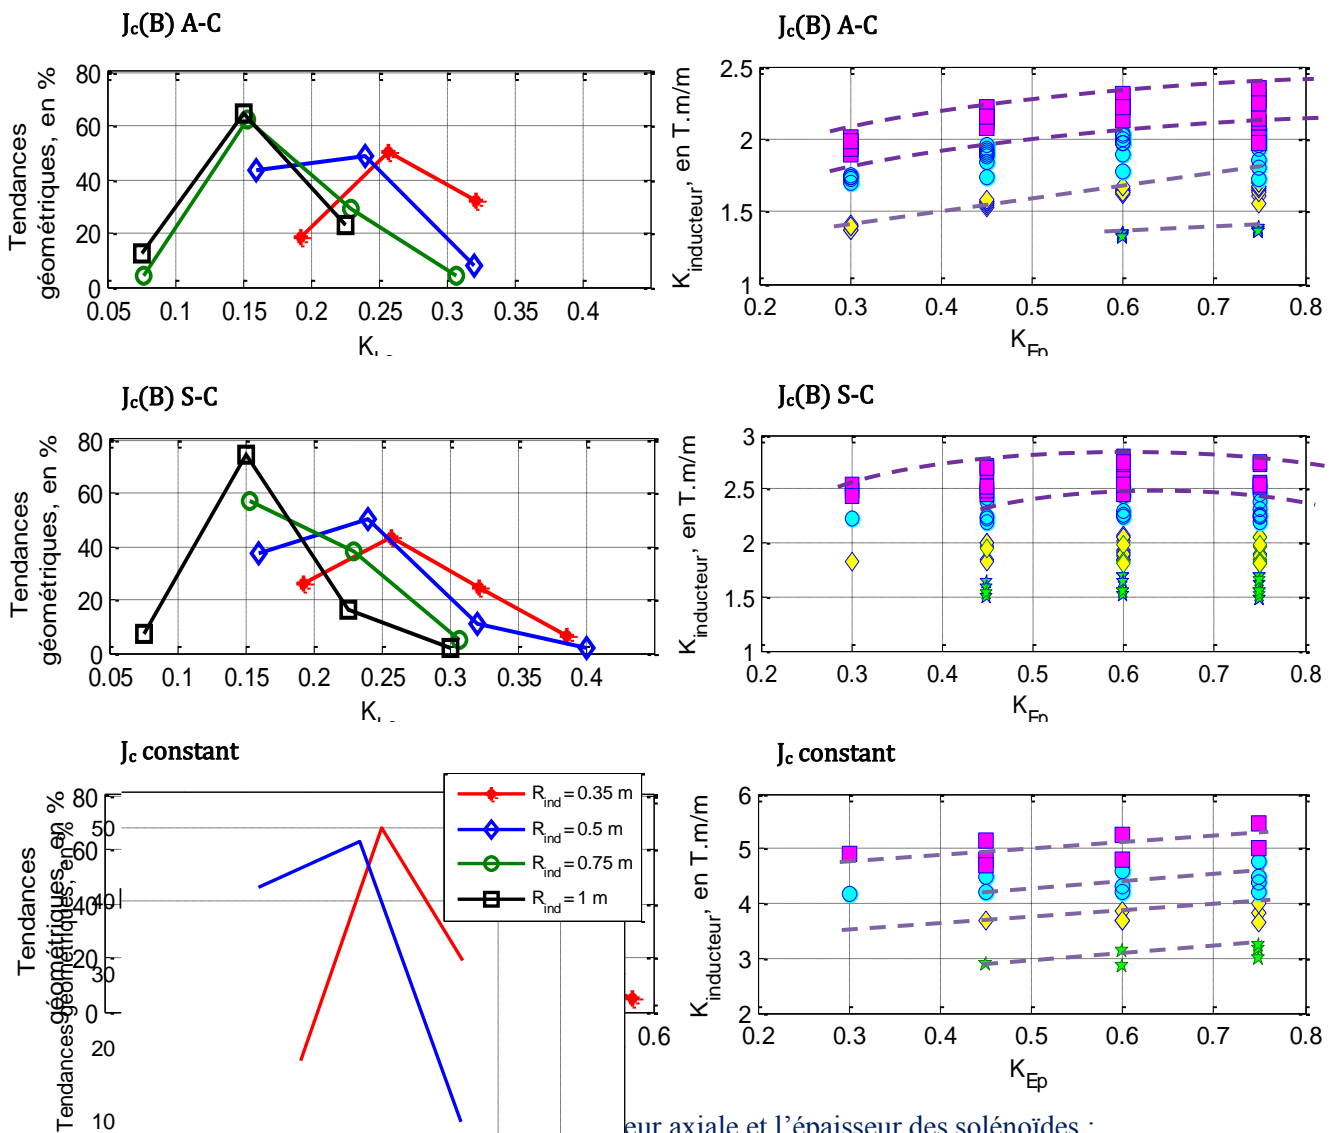 Jc(B) A-C
Tendances
géométriques, en %
80
60
40
20
0
0.05 0.1 0.15 0.2 0.25 0.3 0.35 0.4
K
Jc(B) A-C
Kinducteur, en T.m/m
2.5
2
1.5
1
0.2 0.3 0.4 0.5 0.6 0.7 0.8
KEp
Jc(B) S-C
Tendances
géométriques, en %
80
60
40
20
0
0.05 0.1 0.15 0.2 0.25 0.3 0.35 0.4
K
Jc(B) S-C
Kinducteur, en T.m/m
3
2.5
2
1.5
1
0.2 0.3 0.4 0.5 0.6 0.7 0.8
KEp
Jc constant
Tendances
géométriques, en %
80
60
40
20
0
0.6
Tendances géométriques, en %
50
40
30
20
10
Rind = 0.35 m
Rind = 0.5 m
Rind = 0.75 m
Rind = 1 m
Jc constant
Kinducteur, en T.m/m
6
5
4
3
2
0.2 0.3 0.4 0.5 0.6 0.7 0.8
KEp
eur axiale et l'épaisseur des solénoïdes :